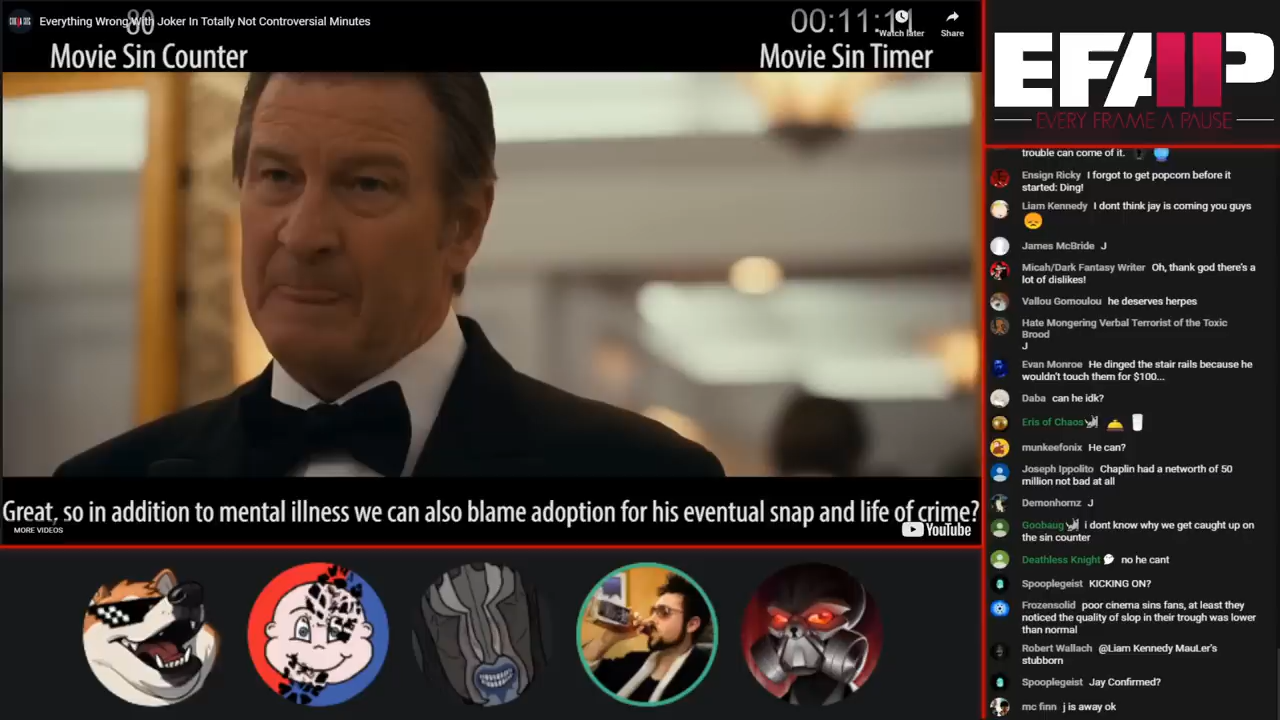 Everything Wrong With Joker In Totally Not Controversial Minutes
80
Movie Sin Counter
00:11:11
Movie Sin Timer
Watch later
Share
Great, so in addition to mental illness we can also blame adoption for his eventual snap and life of crime?
MORE VIDEOS
YouTube
EFAP
EVERY FRAME A PAUSE
trouble can come of it.
Ensign Ricky I forgot to get popcorn before it
started: Ding!
Liam Kennedy I dont think jay is coming you guys
James McBride J
Micah/Dark Fantasy Writer Oh, thank god there's a
lot of dislikes!
Vallou Gomoulou he deserves herpes
Hate Mongering Verbal Terrorist of the Toxic
Brood
J
Evan Monroe He dinged the stair rails because he
wouldn't touch them for $100...
Daba can he idk?
Eris of Chaos
munkeefonix He can?
Joseph Ippolito Chaplin had a networth of 50
million not bad at all
Demonhornz J
Goobaug i dont know why we get caught up on
the sin counter
Deathless Knight no he cant
Spooplegeist KICKING ON?
Frozensolid poor cinema sins fans, at least they
noticed the quality of slop in their trough was lower
than normal
Robert Wallach @Liam Kennedy MauLer's
stubborn
Spooplegeist Jay Confirmed?
mc finn j is away ok